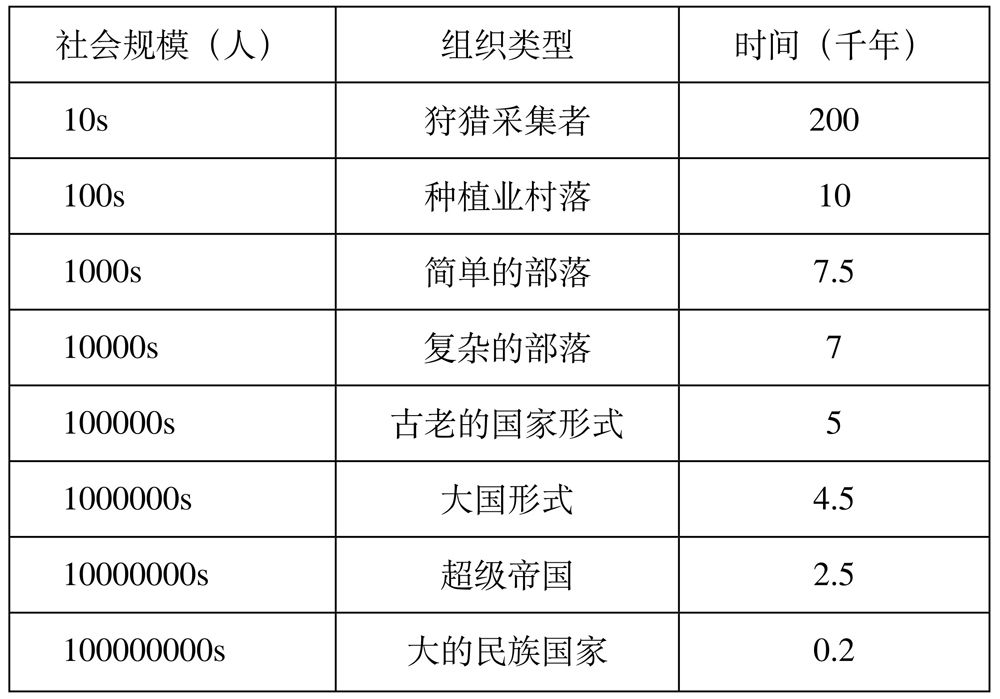 社会规模（人） 组织类型 时间（千年）
10s 狩猎采集者 200
100s 种植业村落 10
1000s 简单的部落 7.5
10000s 复杂的部落 7
100000s 古老的国家形式 5
1000000s 大国形式 4.5
10000000s 超级帝国 2.5
100000000s 大的民族国家 0.2